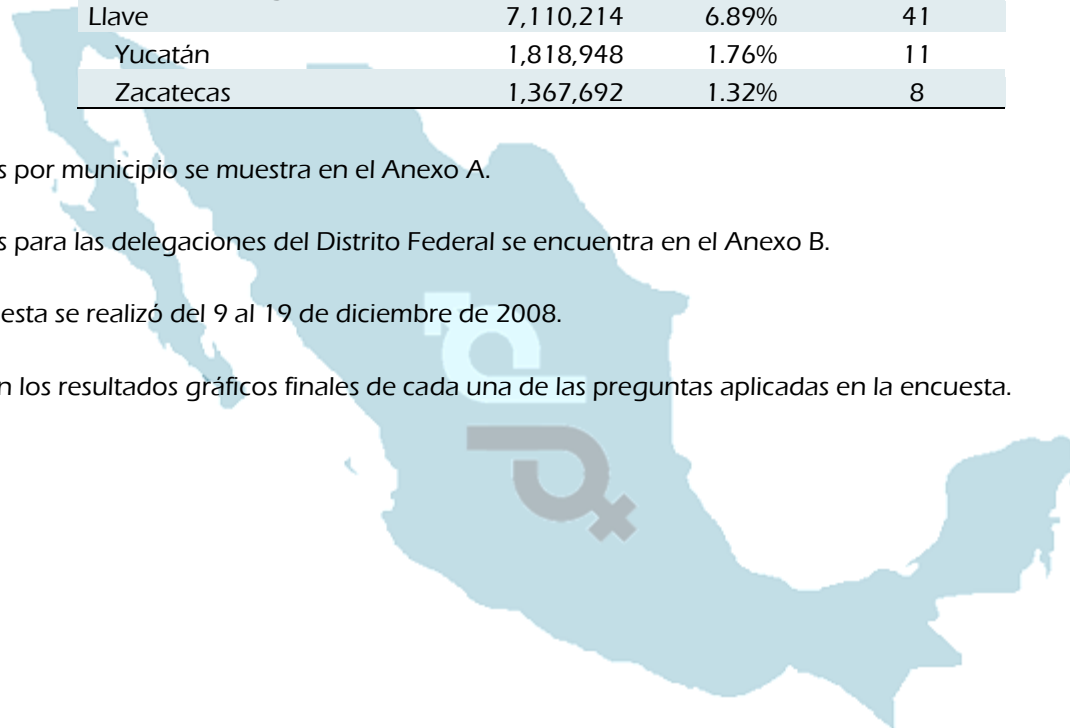 Llave 7,110,214 6.89% 41
Yucatán 1,818,948 1.76% 11
Zacatecas 1,367,692 1.32% 8
s por municipio se muestra en el Anexo A.
s para las delegaciones del Distrito Federal se encuentra en el Anexo B.
esta se realizó del 9 al 19 de diciembre de 2008.
n los resultados gráficos finales de cada una de las preguntas aplicadas en la encuesta.